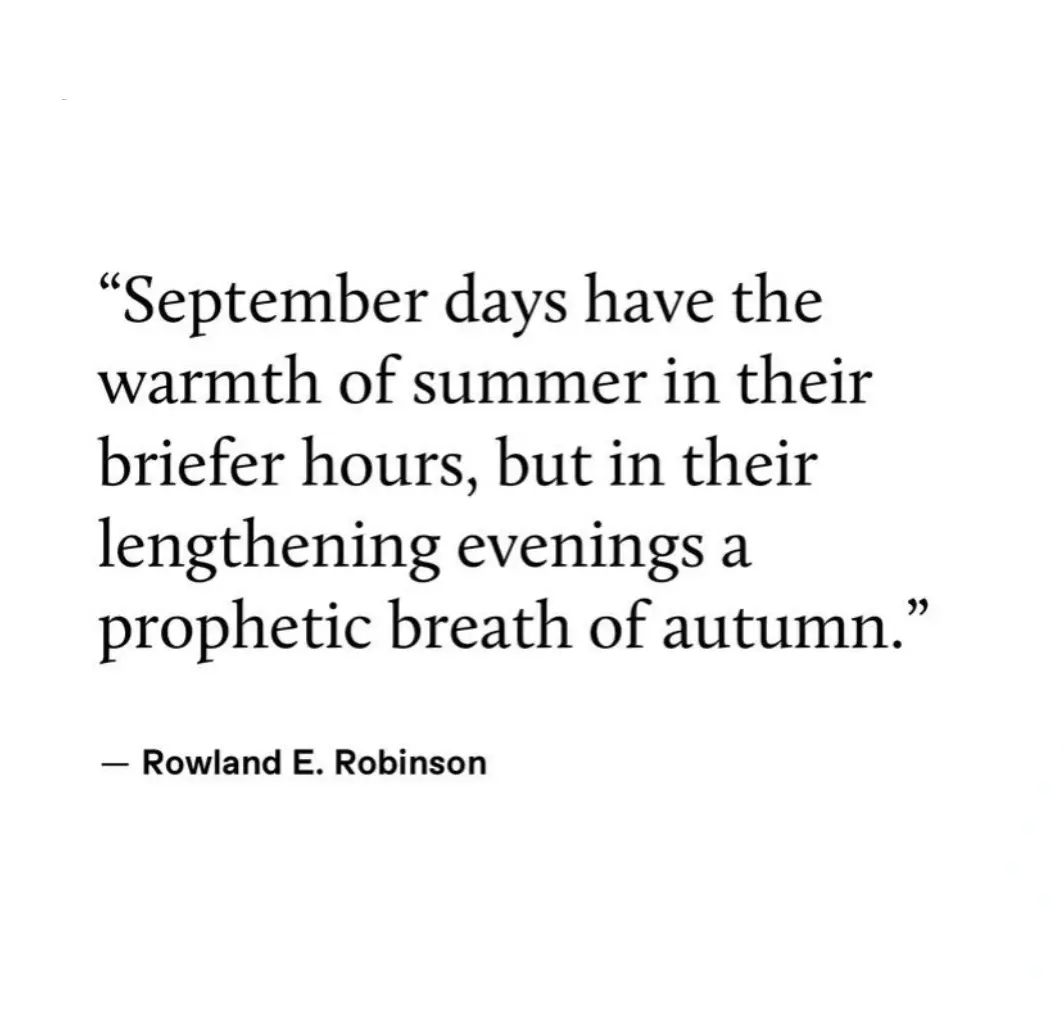 “September days have the
warmth of summer in their
briefer hours, but in their
lengthening evenings a
prophetic breath of autumn.”
— Rowland E. Robinson